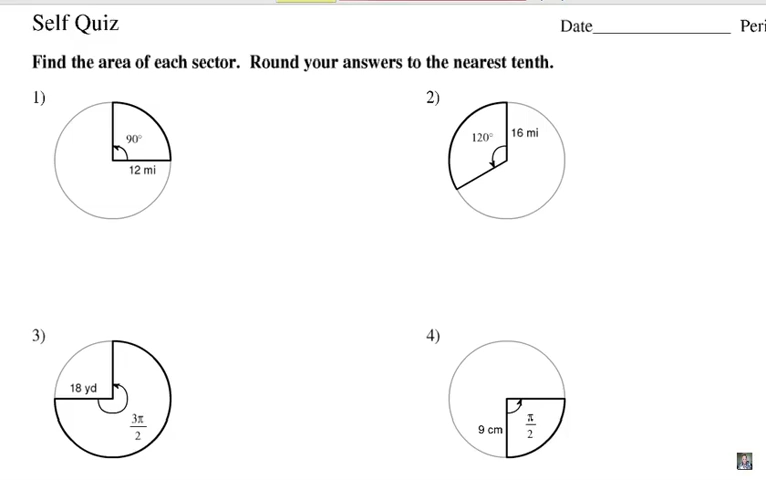 Self Quiz
Date________________ Peri
Find the area of each sector. Round your answers to the nearest tenth.
1)
90°
12 mi
2)
120°
16 mi
3)
18 yd
3π
2
4)
9 cm
π
2